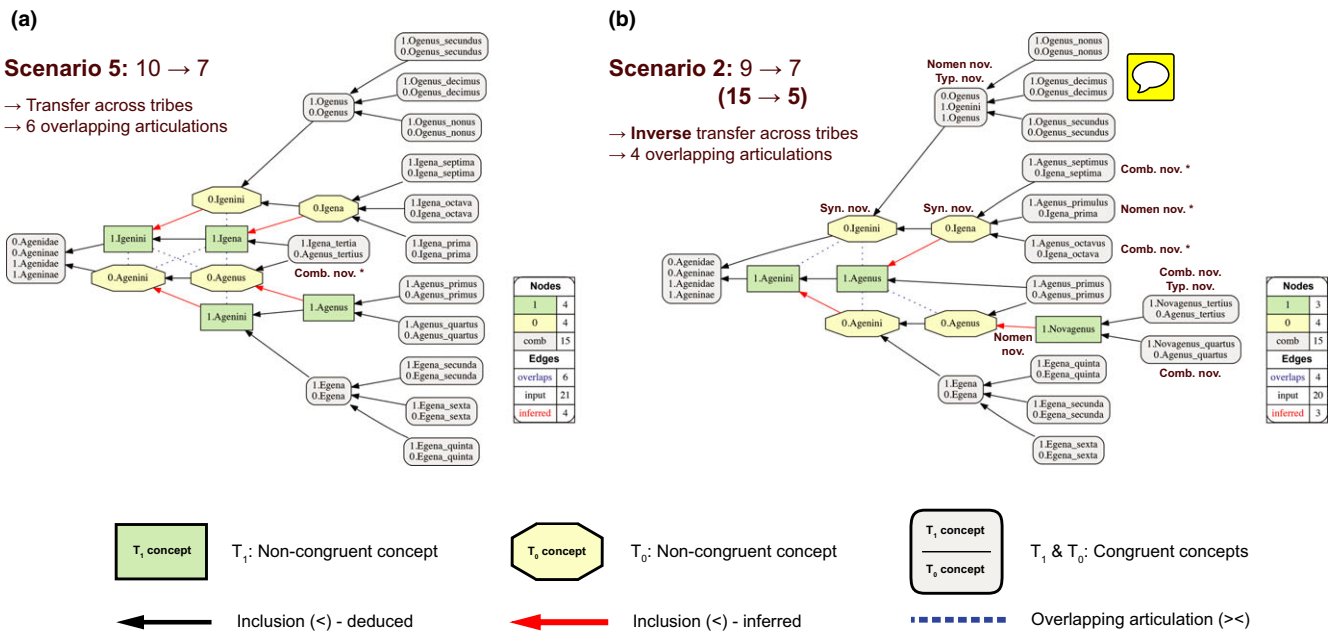 (a)
Scenario 5: 10 → 7
→ Transfer across tribes
→ 6 overlapping articulations
1.Ogenus_secundus
0.Ogenus_secundus
1.Ogenus_decimus
0.Ogenus_decimus
1.Ogenus
0.Ogenus
1.Ogenus_nonus
0.Ogenus_nonus
1.Igena_septima
0.Igena_septima
0.Igenini
0.Igena
1.Igena_octava
0.Igena_octava
1.Igenini
1.Igena
1.Igena_prima
0.Igena_prima
1.Igena_tertia
0.Agenus_tertius
Comb. nov. *
0.Agenidae
0.Ageninae
1.Agenidae
1.Ageninae
0.Agenini
0.Agenus
1.Agenus_primus
0.Agenus_primus
1.Agenus
1.Agenini
1.Agenus_quartus
0.Agenus_quartus
1.Egena_secunda
0.Egena_secunda
1.Egena
0.Egena
1.Egena_sexta
0.Egena_sexta
1.Egena_quinta
0.Egena_quinta
Nodes
1 4
0 4
comb 15
Edges
overlaps 6
input 21
inferred 4
(b)
Scenario 2: 9 → 7
(15 → 5)
→ Inverse transfer across tribes
→ 4 overlapping articulations
1.Ogenus_nonus
0.Ogenus_nonus
Nomen nov.
Typ. nov.
0.Ogenus
1.Ogenini
1.Ogenus
1.Ogenus_decimus
0.Ogenus_decimus
1.Ogenus_secundus
0.Ogenus_secundus
1.Agenus_septimus
0.Igena_septima
Comb. nov. *
Syn. nov.
0.Igenini
Syn. nov.
0.Igena
1.Agenus_primulus
0.Igena_prima
Nomen nov. *
1.Agenus_octavus
0.Igena_octava
Comb. nov. *
0.Agenidae
0.Ageninae
1.Agenidae
1.Ageninae
1.Agenini
1.Agenus
1.Agenus_primus
0.Agenus_primus
Comb. nov.
Typ. nov.
1.Novagenus_tertius
0.Agenus_tertius
0.Agenini
0.Agenus
1.Novagenus
Nomen
nov.
1.Novagenus_quartus
0.Agenus_quartus
Comb. nov.
1.Egena_quinta
0.Egena_quinta
1.Egena
0.Egena
1.Egena_secunda
0.Egena_secunda
1.Egena_sexta
0.Egena_sexta
Nodes
1 3
0 4
comb 15
Edges
overlaps 4
input 20
inferred 3
T1 concept
T1: Non-congruent concept
T0 concept
T0: Non-congruent concept
T1 concept
T0 concept
T1 & T0: Congruent concepts
Inclusion (<) - deduced
Inclusion (<) - inferred
Overlapping articulation (><)